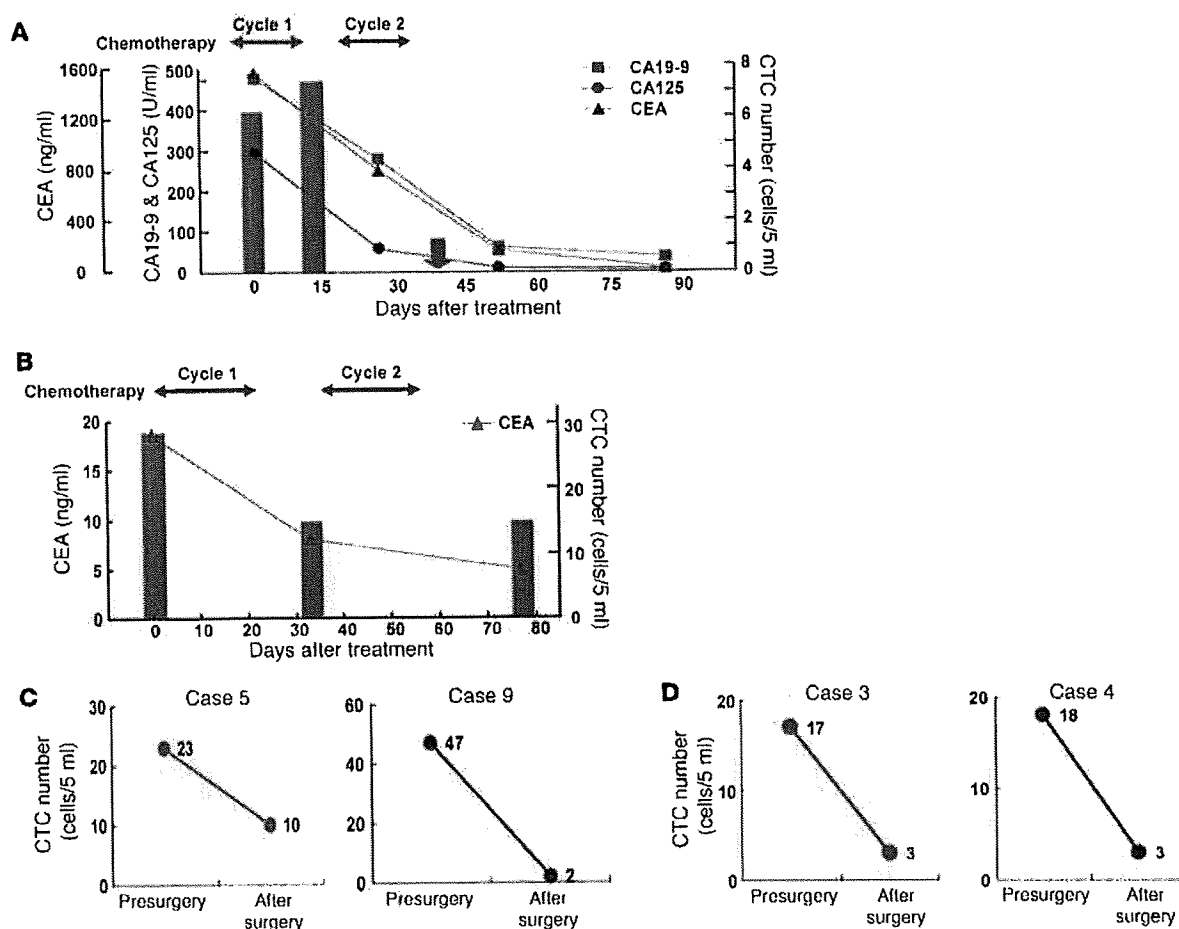 A
Chemotherapy
Cycle 1
Cycle 2
CEA (ng/ml)
1600
1200
800
400
0
CA19-9 & CA125 (U/ml)
500
400
300
200
100
0
CA19-9
CA125
CEA
8
6
4
2
0
CTC number (cells/5 ml)
0 15 30 45 60 75 90
Days after treatment
B
Chemotherapy
Cycle 1
Cycle 2
CEA (ng/ml)
20
15
10
5
0
CEA
30
20
10
0
CTC number (cells/5 ml)
0 10 20 30 40 50 60 70 80
Days after treatment
C
Case 5
CTC number
(cells/5 ml)
30
20
10
0
23
10
Presurgery
After
surgery
Case 9
60
40
20
0
47
2
Presurgery
After
surgery
D
Case 3
CTC number
(cells/5 ml)
20
10
0
17
3
Presurgery
After
surgery
Case 4
20
10
0
18
3
Presurgery
After
surgery